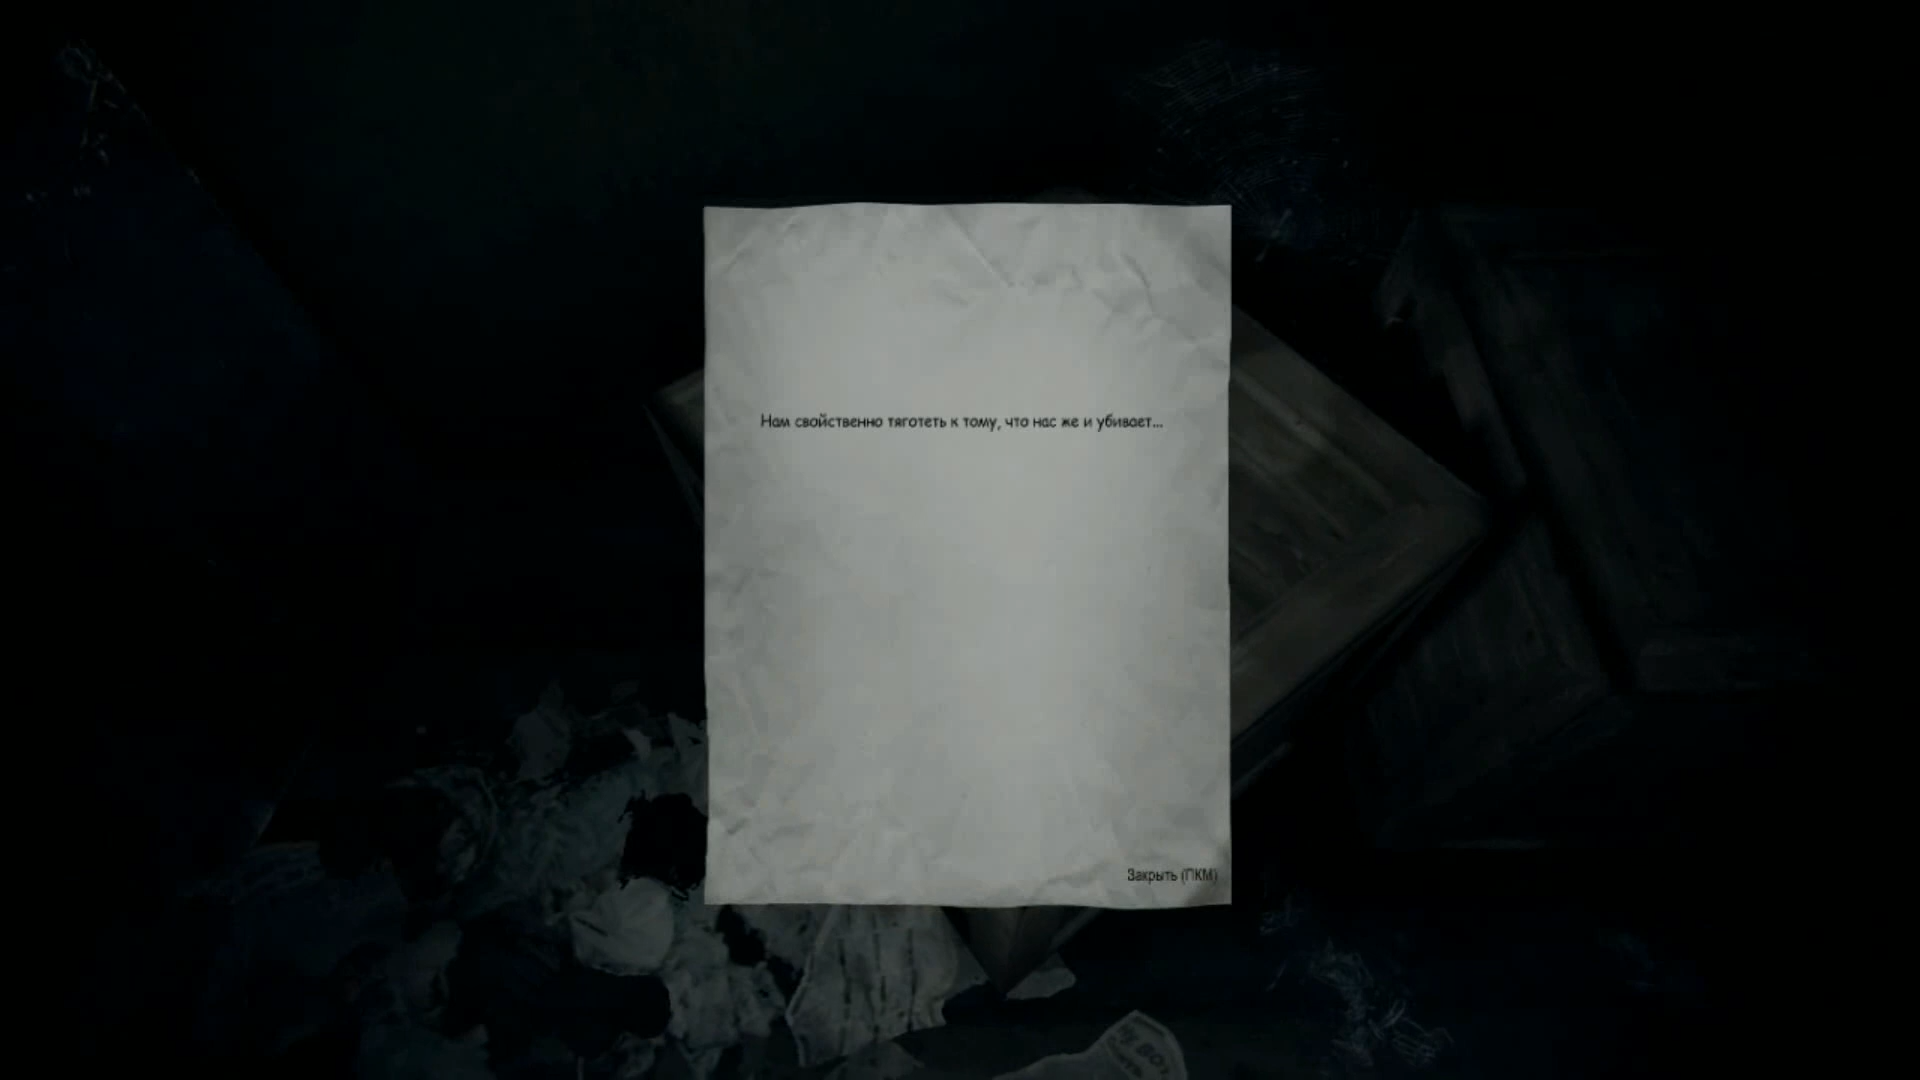 Нам свойственно тяготеть к тому, что нас же и убивает...
Закрыть (ПКМ)